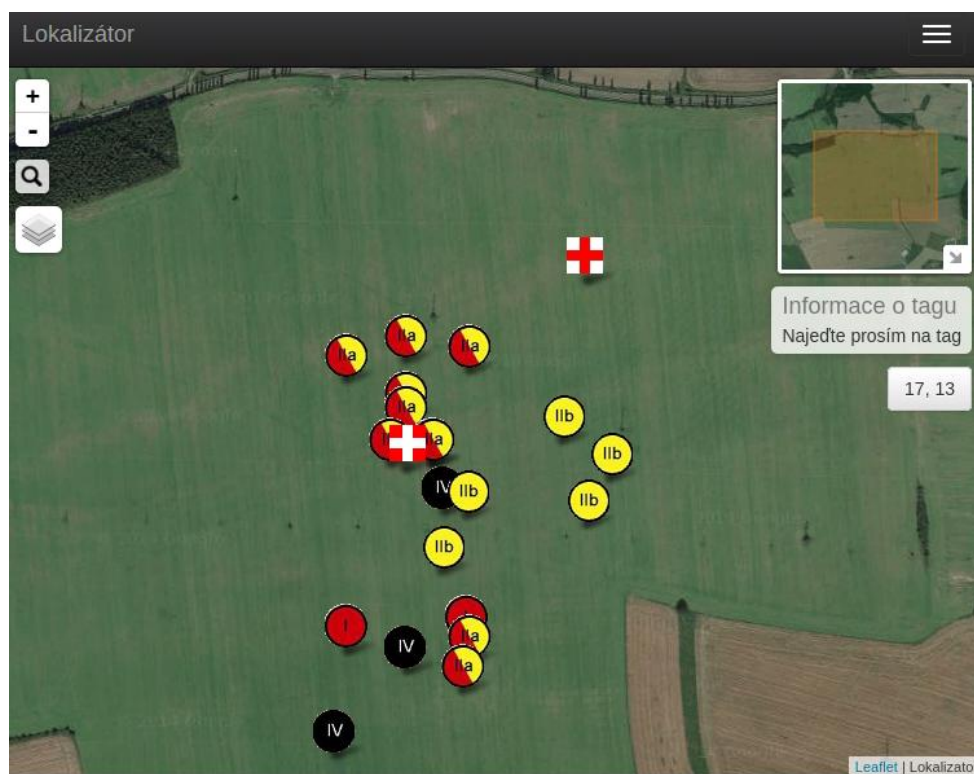 Lokalizátor
+
-
Informace o tagu
Najeďte prosím na tag
17, 13
IIa
IIa
IIa
IIa
IIb
IIa
IIb
IV
IIb
IIb
IIb
I
IIa
IV
IIa
IV
Leaflet | Lokalizato